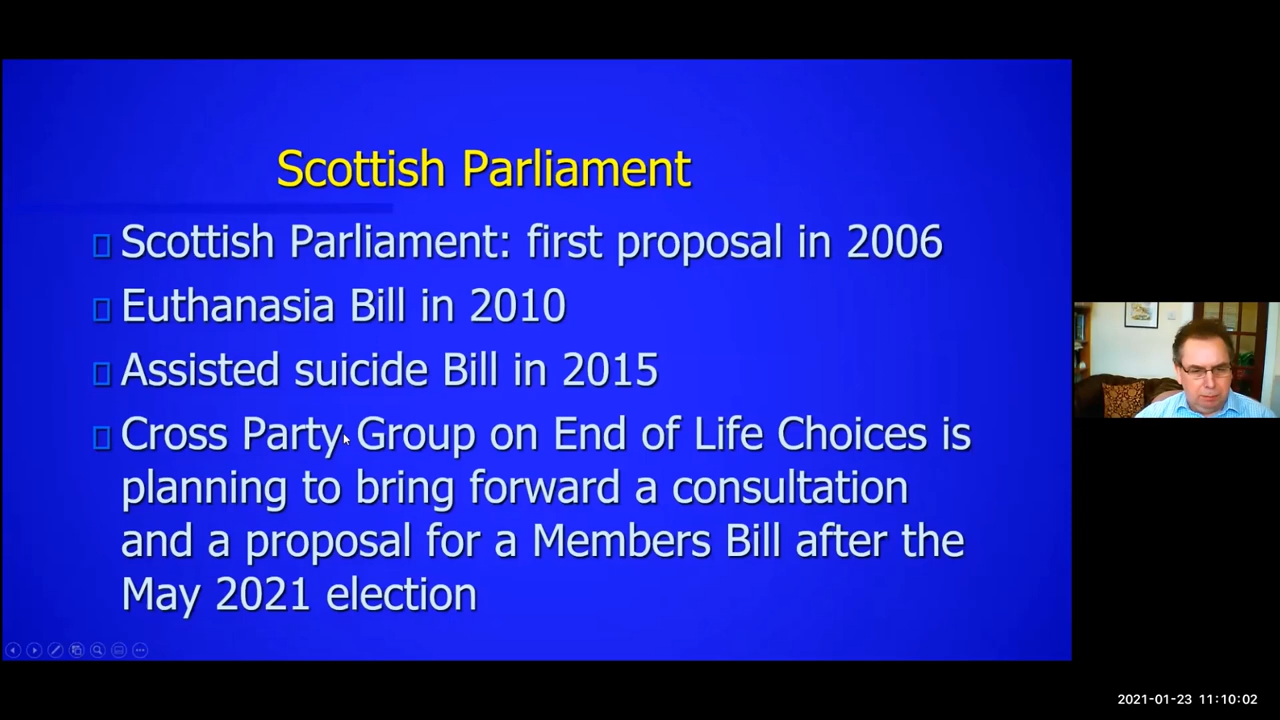 Scottish Parliament
Scottish Parliament: first proposal in 2006
Euthanasia Bill in 2010
Assisted suicide Bill in 2015
Cross Party Group on End of Life Choices is
planning to bring forward a consultation
and a proposal for a Members Bill after the
May 2021 election
2021-01-23 11:10:02